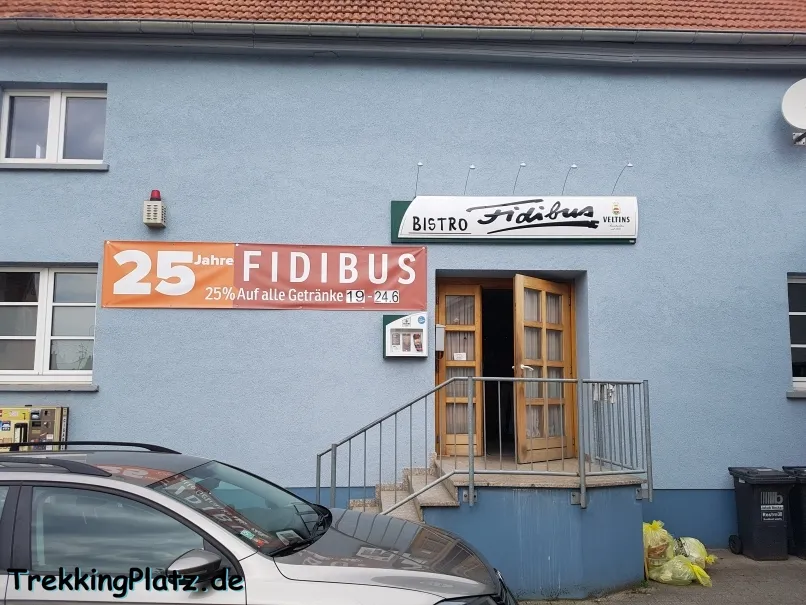 BISTRO Fidibus VELTINS
25 Jahre FIDIBUS
25% Auf alle Getränke 19.-24.6
TrekkingPlatz.de